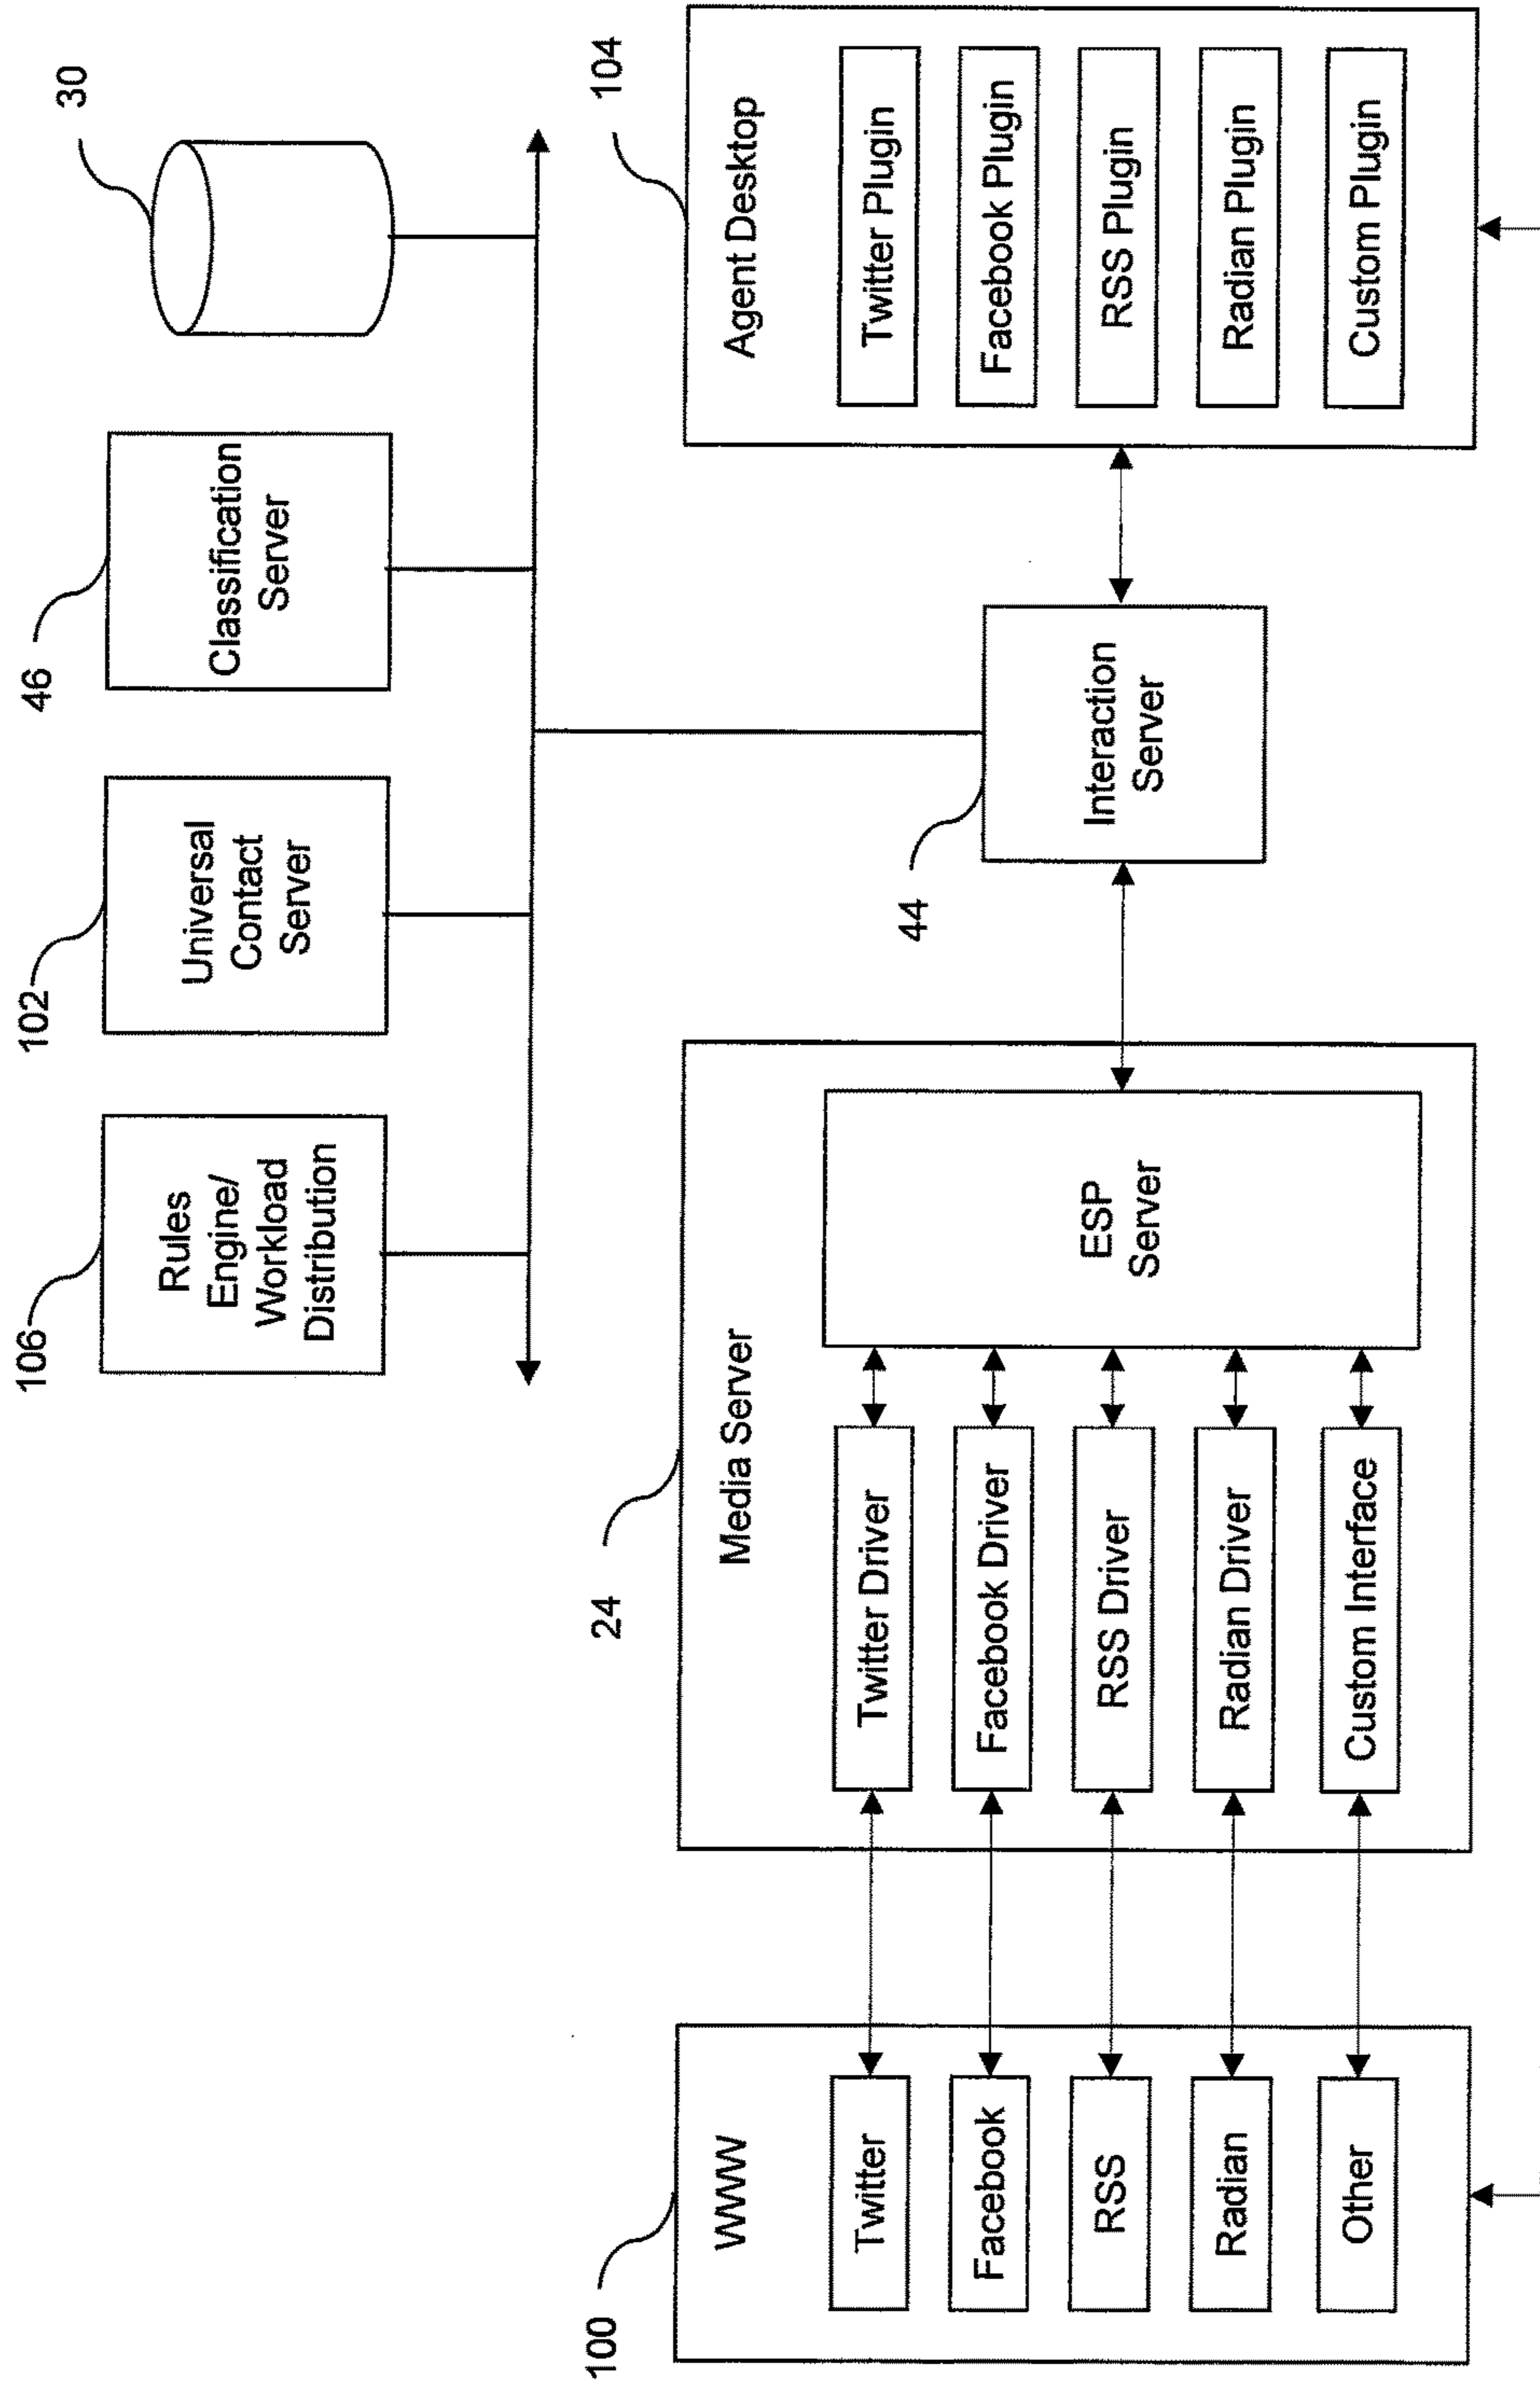 106
Rules
Engine/
Workload
Distribution
102
Universal
Contact
Server
46
Classification
Server
30
100
WWW
Twitter
Facebook
RSS
Radian
Other
24
Media Server
Twitter Driver
Facebook Driver
RSS Driver
Radian Driver
Custom Interface
ESP
Server
44
Interaction
Server
104
Agent Desktop
Twitter Plugin
Facebook Plugin
RSS Plugin
Radian Plugin
Custom Plugin